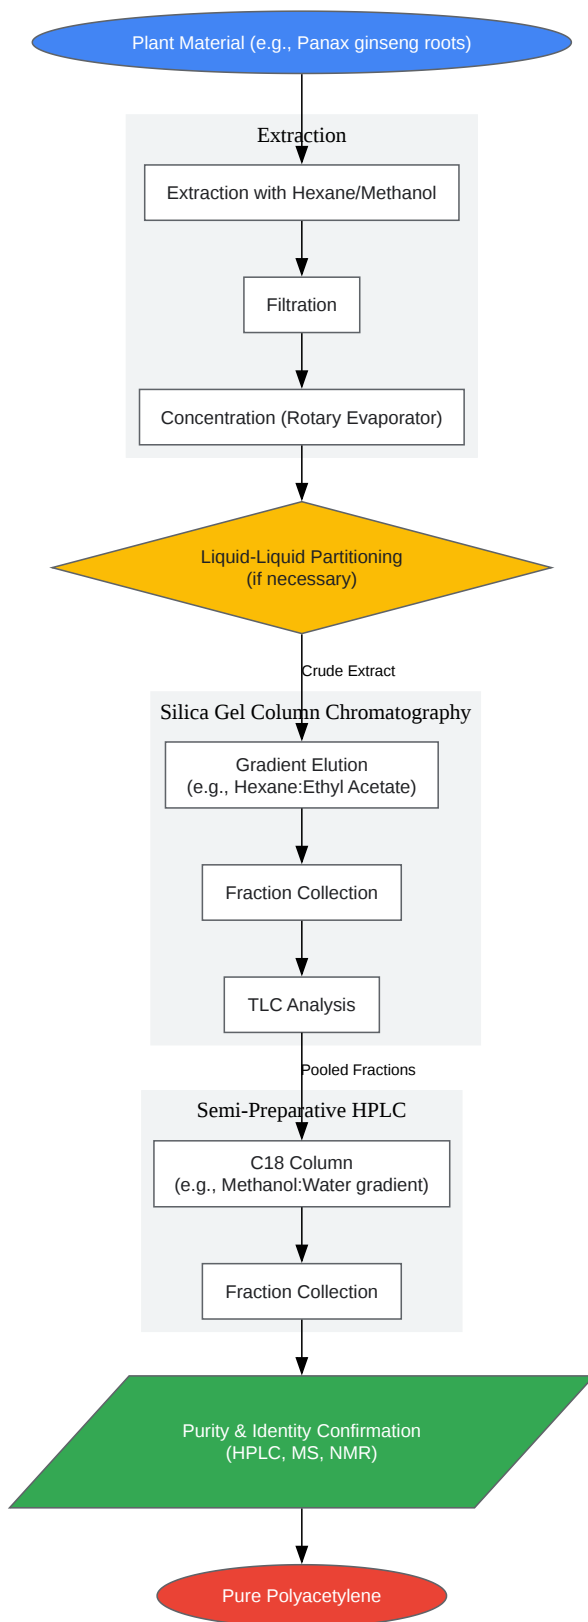 Plant Material (e.g., Panax ginseng roots)
Extraction
Extraction with Hexane/Methanol
Filtration
Concentration (Rotary Evaporator)
Liquid-Liquid Partitioning
(if necessary)
Crude Extract
Silica Gel Column Chromatography
Gradient Elution
(e.g., Hexane:Ethyl Acetate)
Fraction Collection
TLC Analysis
Pooled Fractions
Semi-Preparative HPLC
C18 Column
(e.g., Methanol:Water gradient)
Fraction Collection
Purity & Identity Confirmation
(HPLC, MS, NMR)
Pure Polyacetylene